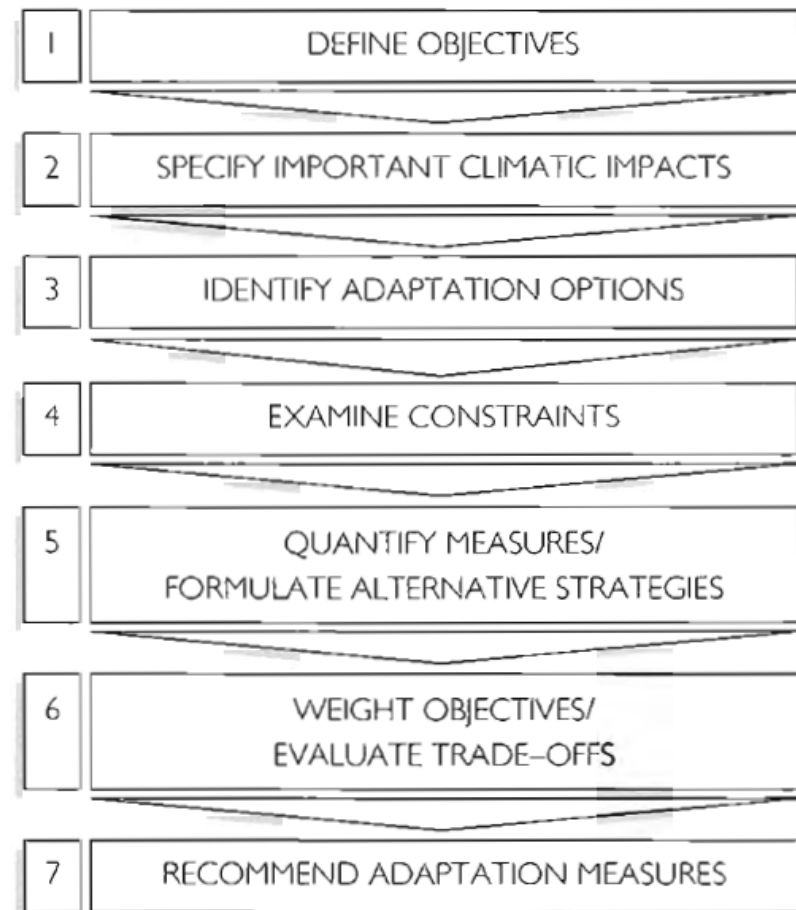 1 DEFINE OBJECTIVES
2 SPECIFY IMPORTANT CLIMATIC IMPACTS
3 IDENTIFY ADAPTATION OPTIONS
4 EXAMINE CONSTRAINTS
5 QUANTIFY MEASURES/
FORMULATE ALTERNATIVE STRATEGIES
6 WEIGHT OBJECTIVES/
EVALUATE TRADE–OFFS
7 RECOMMEND ADAPTATION MEASURES